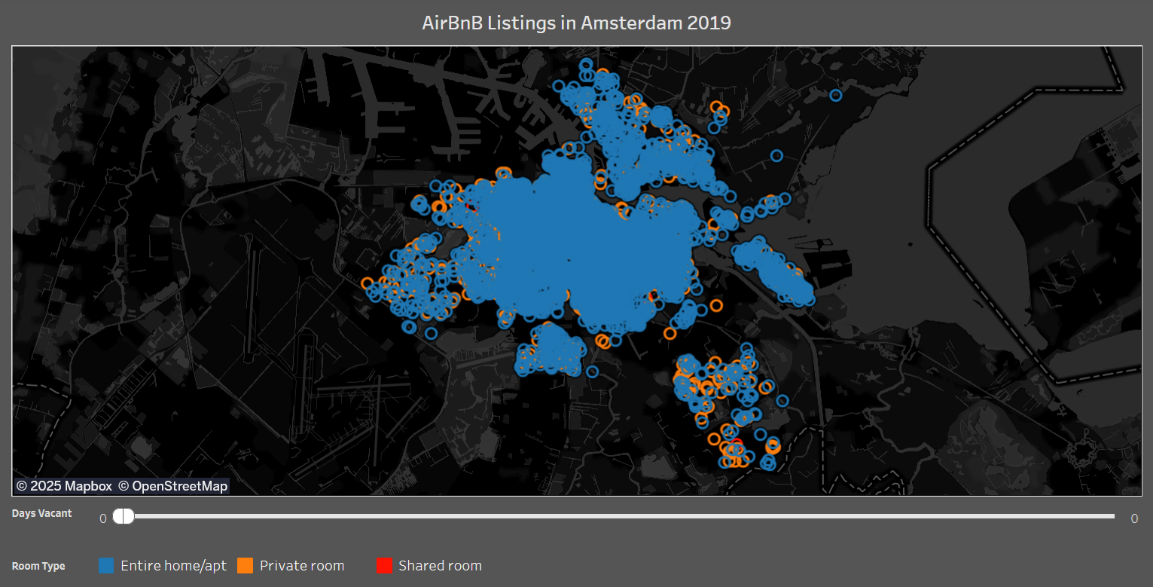 AirBnB Listings in Amsterdam 2019
© 2025 Mapbox © OpenStreetMap
Days Vacant 0 0
Room Type Entire home/apt Private room Shared room